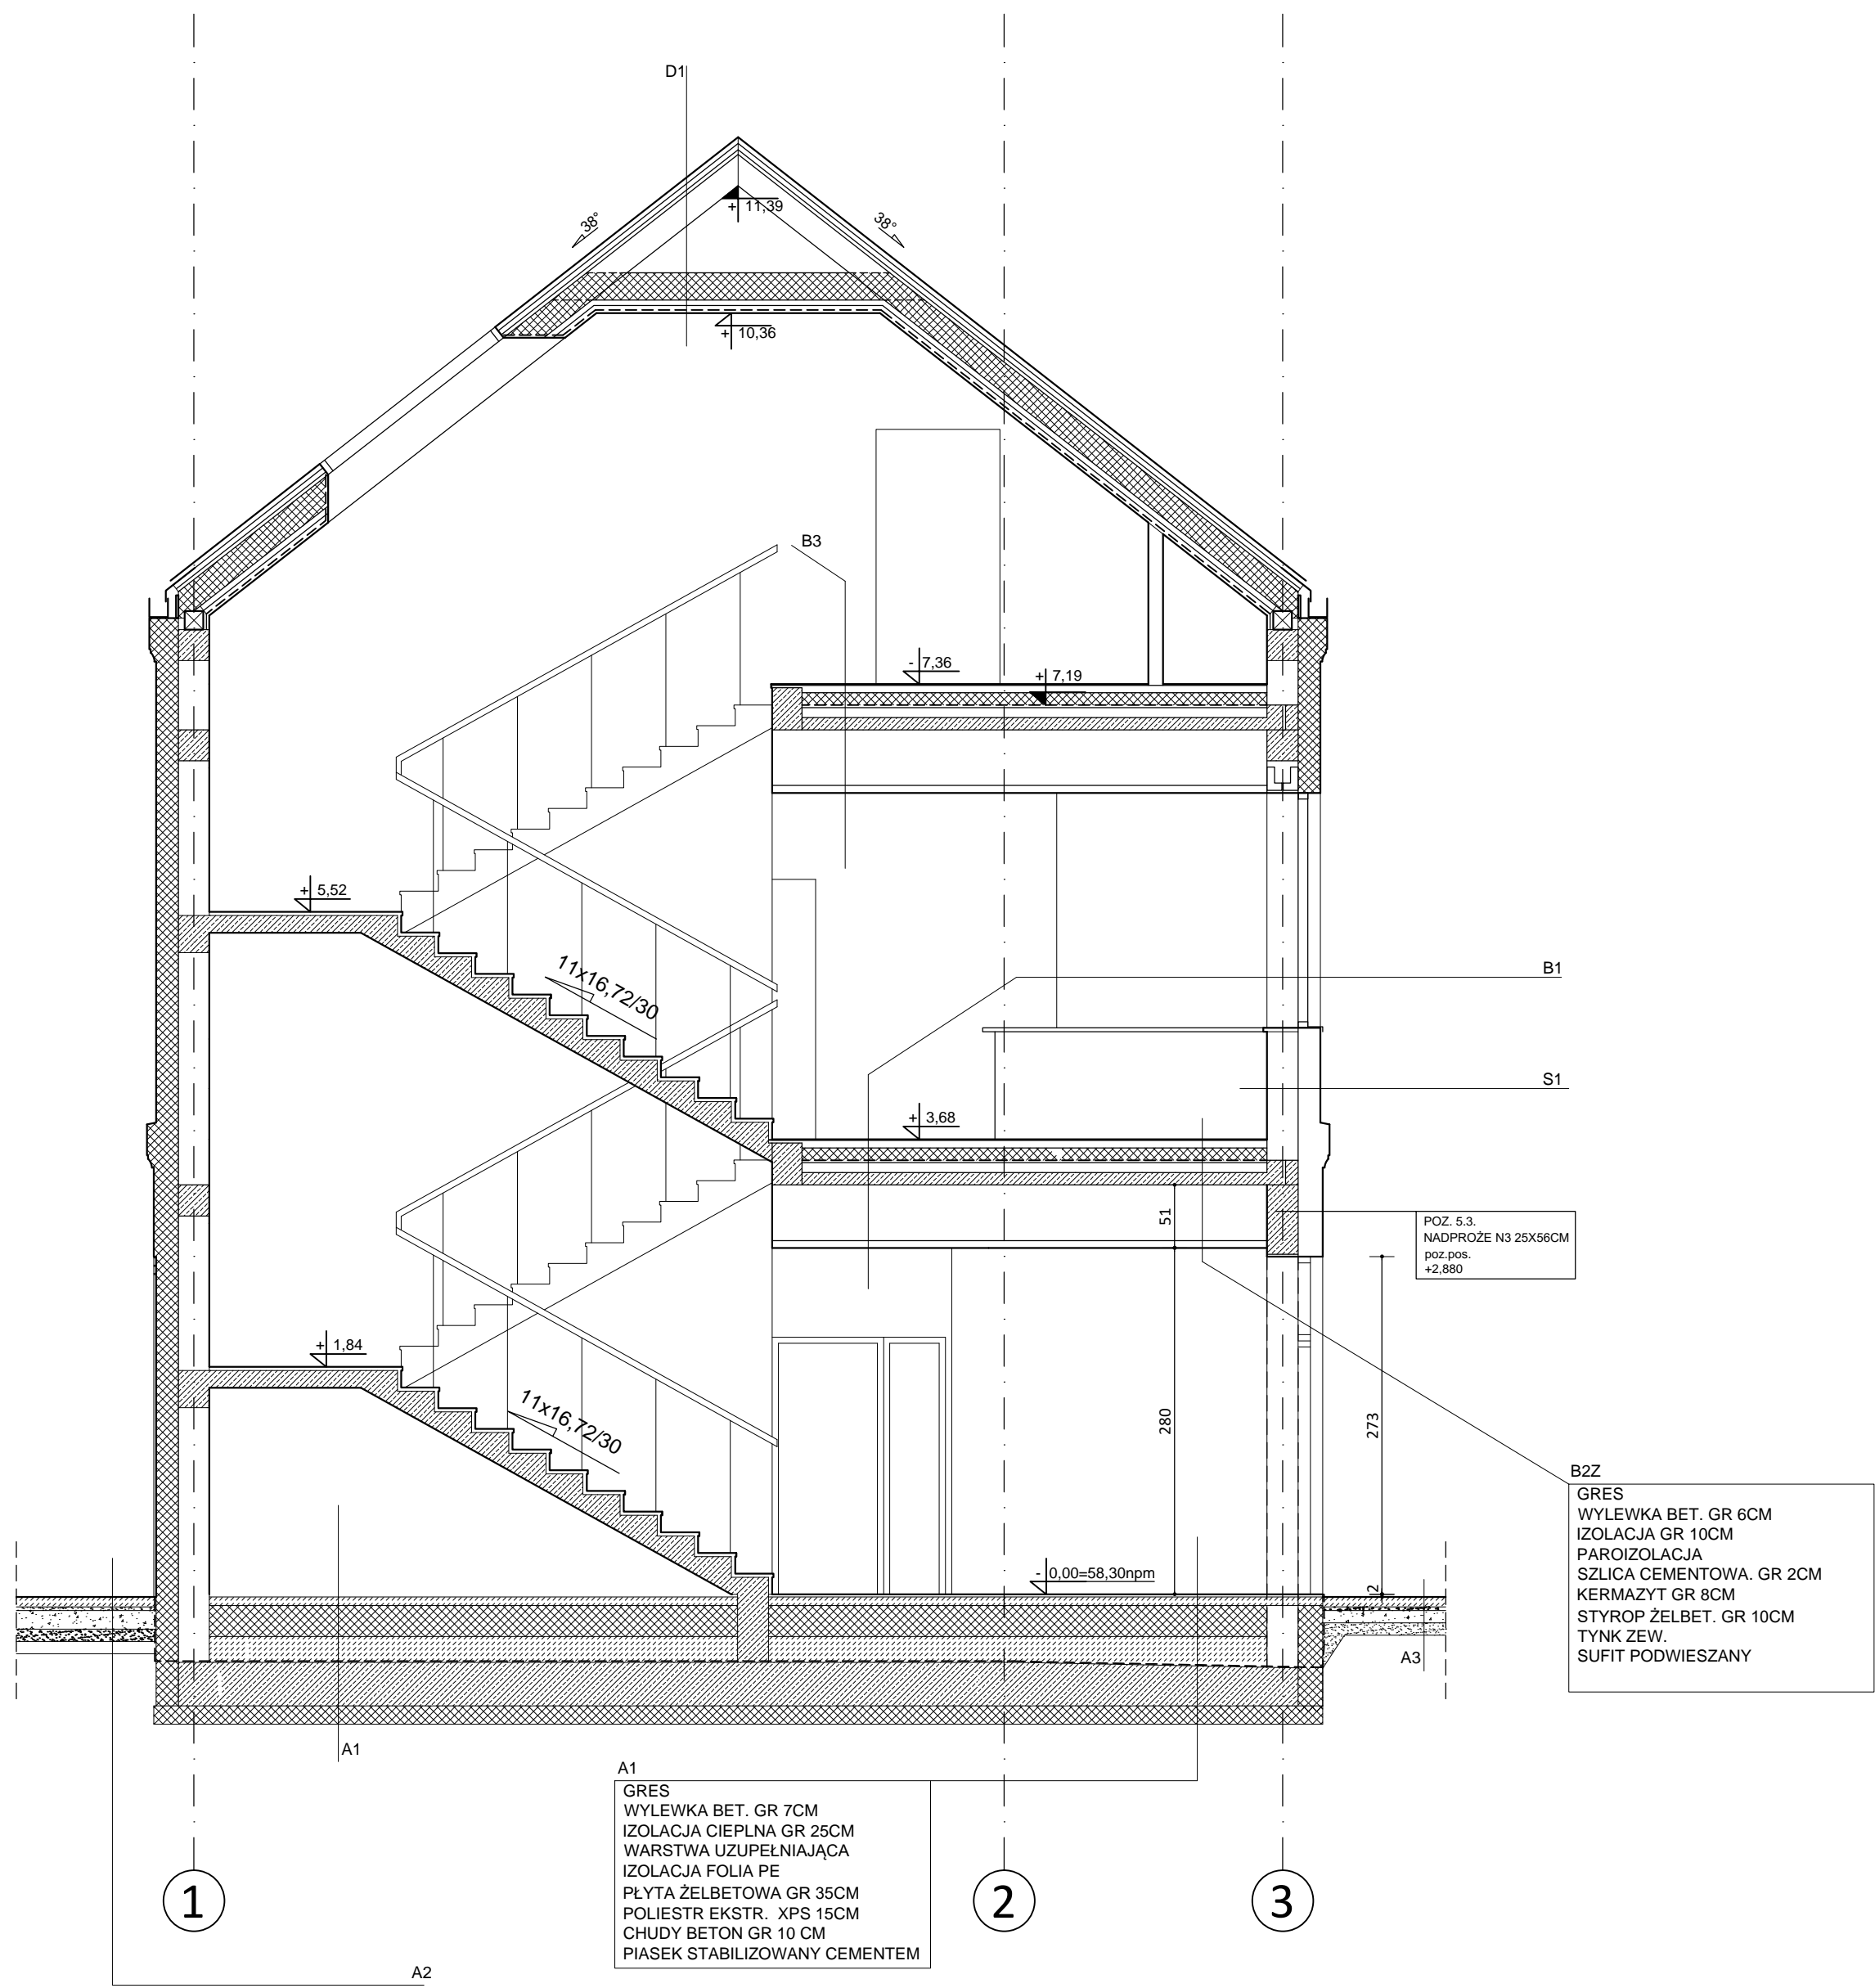 D1
+ 11,39
38°
38°
+ 10,36
B3
- 7,36
+ 7,19
+ 5,52
11x16,72/30
B1
S1
+ 3,68
51
POZ. 5.3.
NADPROŻE N3 25X56CM
poz.pos.
+2,880
+ 1,84
11x16,72/30
280
273
B2Z
GRES
WYLEWKA BET. GR 6CM
IZOLACJA GR 10CM
PAROIZOLACJA
SZLICA CEMENTOWA. GR 2CM
KERMAZYT GR 8CM
STYROP ŻELBET. GR 10CM
TYNK ZEW.
SUFIT PODWIESZANY
- 0,00=58,30npm
2
A3
A1
A1
GRES
WYLEWKA BET. GR 7CM
IZOLACJA CIEPLNA GR 25CM
WARSTWA UZUPEŁNIAJĄCA
IZOLACJA FOLIA PE
PŁYTA ŻELBETOWA GR 35CM
POLIESTR EKSTR. XPS 15CM
CHUDY BETON GR 10 CM
PIASEK STABILIZOWANY CEMENTEM
1
2
3
A2